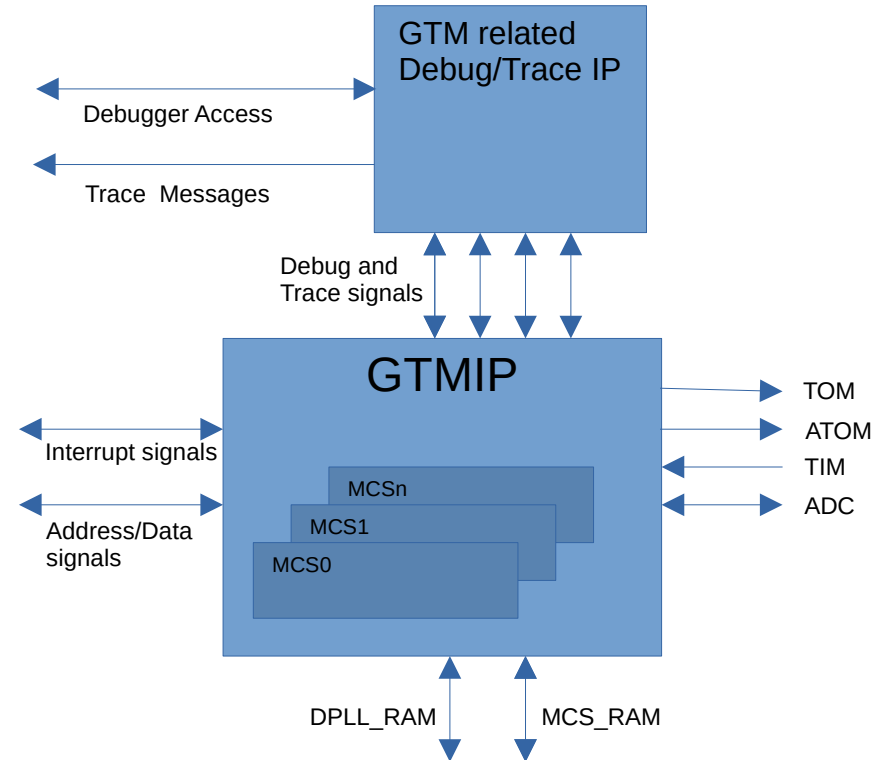 GTM related
Debug/Trace IP
Debugger Access
Trace Messages
Debug and
Trace signals
GTMIP
TOM
ATOM
Interrupt signals
TIM
MCSn
ADC
MCS1
Address/Data
signals
MCS0
DPLL_RAM
MCS_RAM